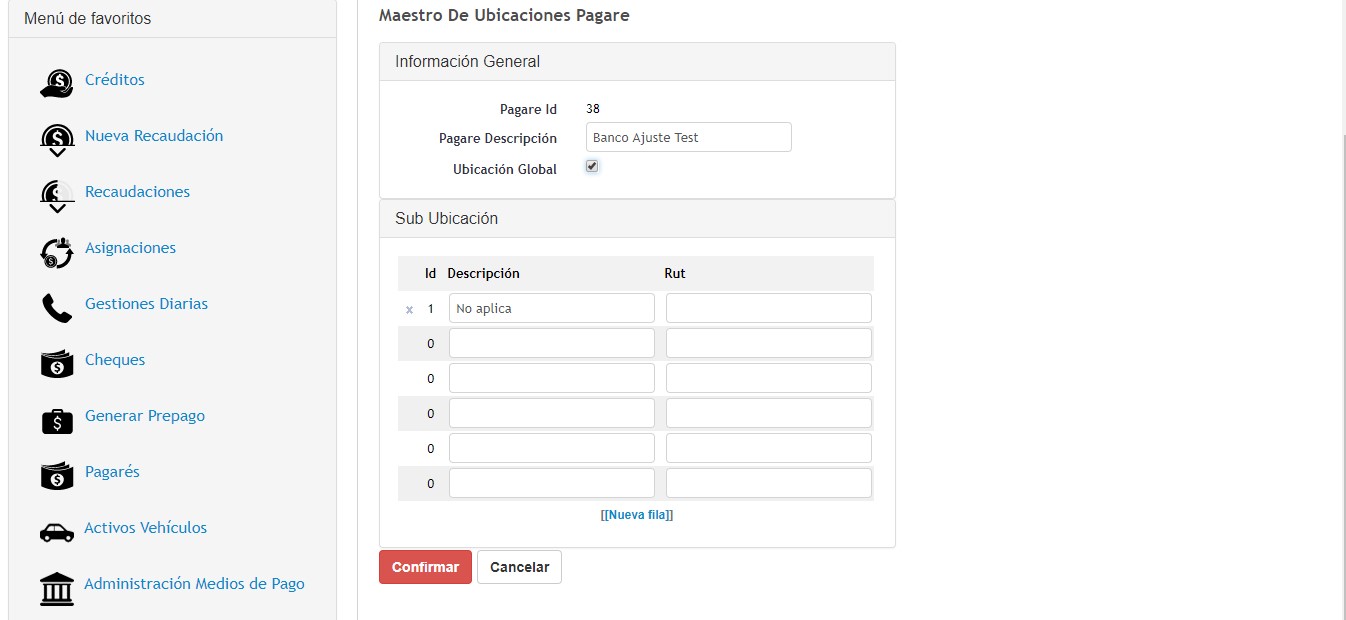 Menú de favoritos
Créditos
Nueva Recaudación
Recaudaciones
Asignaciones
Gestiones Diarias
Cheques
Generar Prepago
Pagarés
Activos Vehículos
Administración Medios de Pago
Maestro De Ubicaciones Pagare
Información General
Pagare Id 38
Pagare Descripción Banco Ajuste Test
Ubicación Global
Sub Ubicación
Id Descripción Rut
x 1 No aplica
0
0
0
0
0
[[Nueva fila]]
Confirmar Cancelar